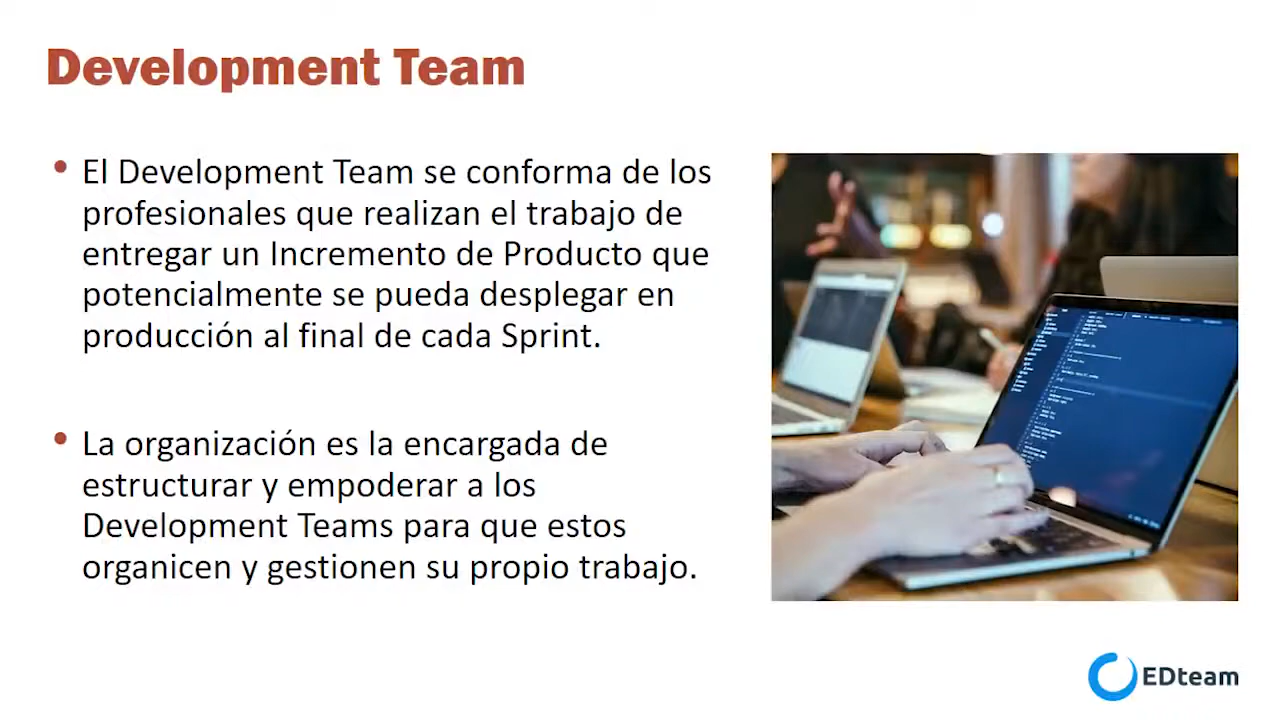 Development Team
• El Development Team se conforma de los
profesionales que realizan el trabajo de
entregar un Incremento de Producto que
potencialmente se pueda desplegar en
producción al final de cada Sprint.
• La organización es la encargada de
estructurar y empoderar a los
Development Teams para que estos
organicen y gestionen su propio trabajo.
EDteam